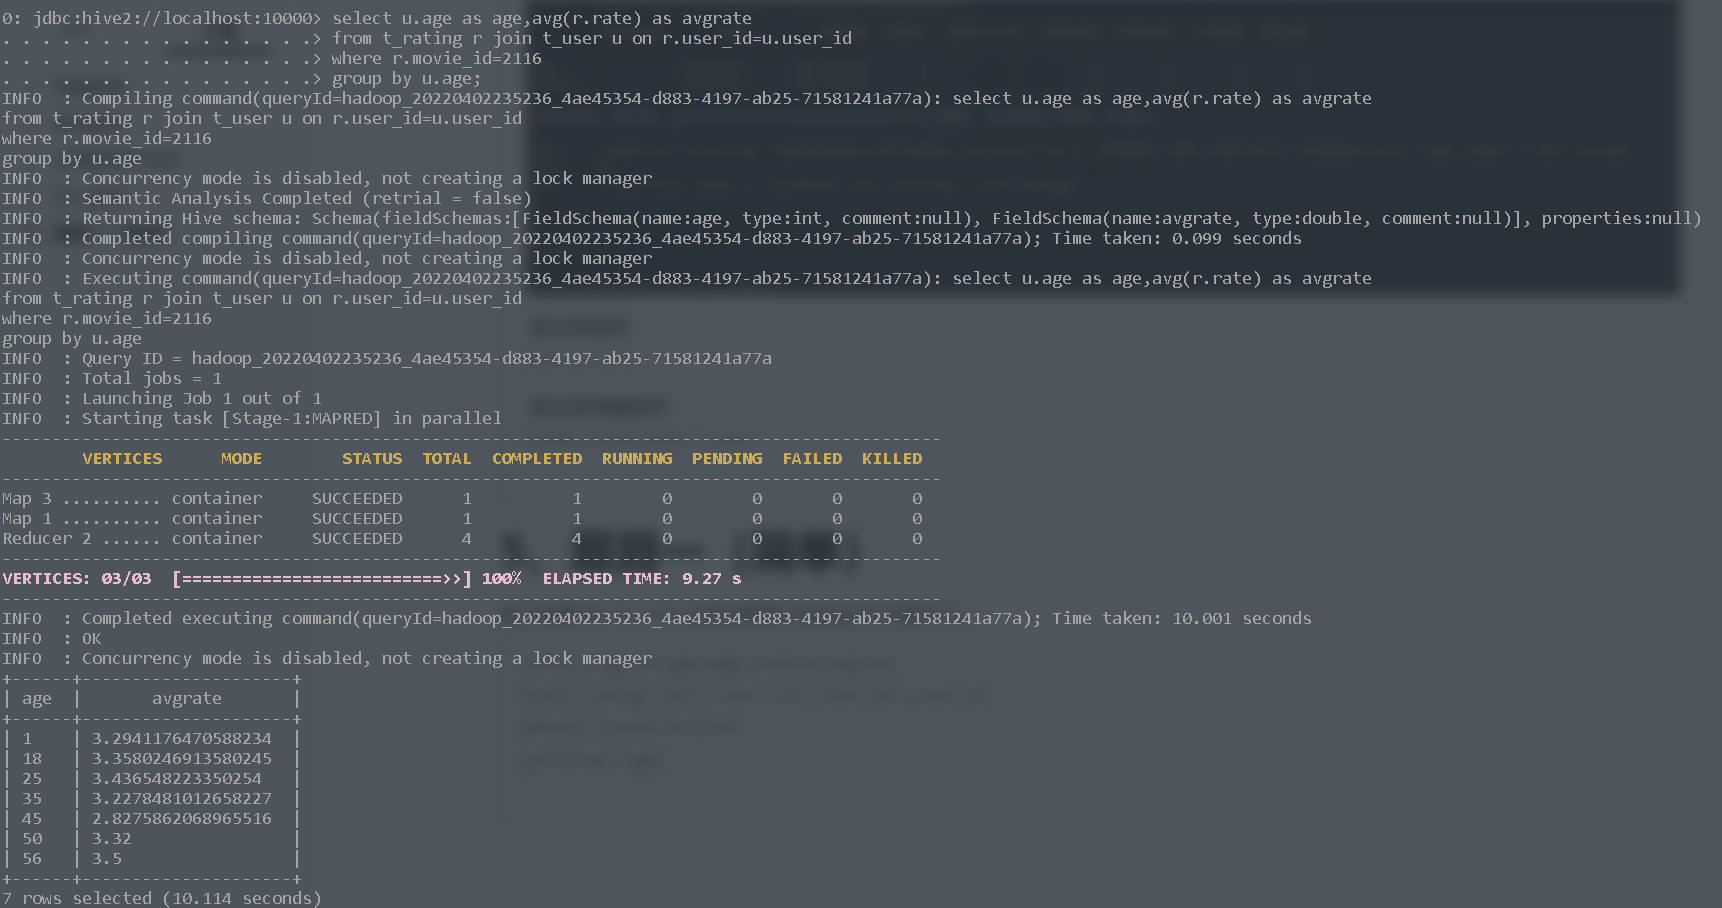 0: jdbc:hive2://localhost:10000> select u.age as age,avg(r.rate) as avgrate
. . . . . . . . . . . . . . . .> from t_rating r join t_user u on r.user_id=u.user_id
. . . . . . . . . . . . . . . .> where r.movie_id=2116
. . . . . . . . . . . . . . . .> group by u.age;
INFO  : Compiling command(queryId=hadoop_20220402235236_4ae45354-d883-4197-ab25-71581241a77a): select u.age as age,avg(r.rate) as avgrate
from t_rating r join t_user u on r.user_id=u.user_id
where r.movie_id=2116
group by u.age
INFO  : Concurrency mode is disabled, not creating a lock manager
INFO  : Semantic Analysis Completed (retrial = false)
INFO  : Returning Hive schema: Schema(fieldSchemas:[FieldSchema(name:age, type:int, comment:null), FieldSchema(name:avgrate, type:double, comment:null)], properties:null)
INFO  : Completed compiling command(queryId=hadoop_20220402235236_4ae45354-d883-4197-ab25-71581241a77a); Time taken: 0.099 seconds
INFO  : Concurrency mode is disabled, not creating a lock manager
INFO  : Executing command(queryId=hadoop_20220402235236_4ae45354-d883-4197-ab25-71581241a77a): select u.age as age,avg(r.rate) as avgrate
from t_rating r join t_user u on r.user_id=u.user_id
where r.movie_id=2116
group by u.age
INFO  : Query ID = hadoop_20220402235236_4ae45354-d883-4197-ab25-71581241a77a
INFO  : Total jobs = 1
INFO  : Launching Job 1 out of 1
INFO  : Starting task [Stage-1:MAPRED] in parallel
----------------------------------------------------------------------------------------------
        VERTICES      MODE        STATUS  TOTAL  COMPLETED  RUNNING  PENDING  FAILED  KILLED
----------------------------------------------------------------------------------------------
Map 3 .......... container     SUCCEEDED      1          1        0        0       0       0
Map 1 .......... container     SUCCEEDED      1          1        0        0       0       0
Reducer 2 ...... container     SUCCEEDED      4          4        0        0       0       0
----------------------------------------------------------------------------------------------
VERTICES: 03/03  [==========================>>] 100%  ELAPSED TIME: 9.27 s
----------------------------------------------------------------------------------------------
INFO  : Completed executing command(queryId=hadoop_20220402235236_4ae45354-d883-4197-ab25-71581241a77a); Time taken: 10.001 seconds
INFO  : OK
INFO  : Concurrency mode is disabled, not creating a lock manager
+------+---------------------+
| age  |       avgrate       |
+------+---------------------+
| 1    | 3.2941176470588234  |
| 18   | 3.3580246913580245  |
| 25   | 3.436548223350254   |
| 35   | 3.2278481012658227  |
| 45   | 2.8275862068965516  |
| 50   | 3.32                |
| 56   | 3.5                 |
+------+---------------------+
7 rows selected (10.114 seconds)